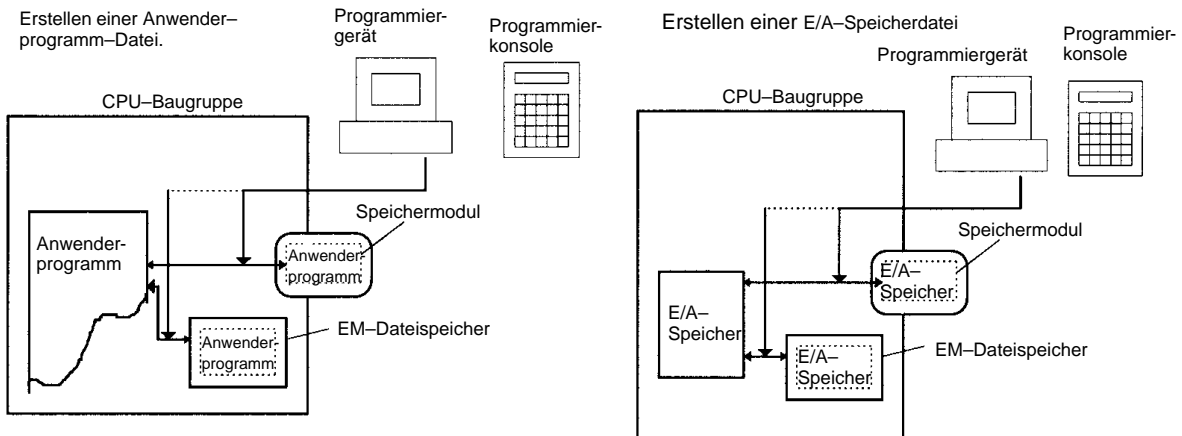 Erstellen einer Anwender–
programm–Datei.
Programmier-
gerät
Programmier-
konsole
CPU–Baugruppe
Speichermodul
Anwender-
programm
Anwender-
programm
EM–Dateispeicher
Anwender-
programm
Erstellen einer E/A–Speicherdatei
Programmiergerät
Programmier-
konsole
CPU–Baugruppe
Speichermodul
E/A–
Speicher
E/A–
Speicher
EM–Dateispeicher
E/A–
Speicher